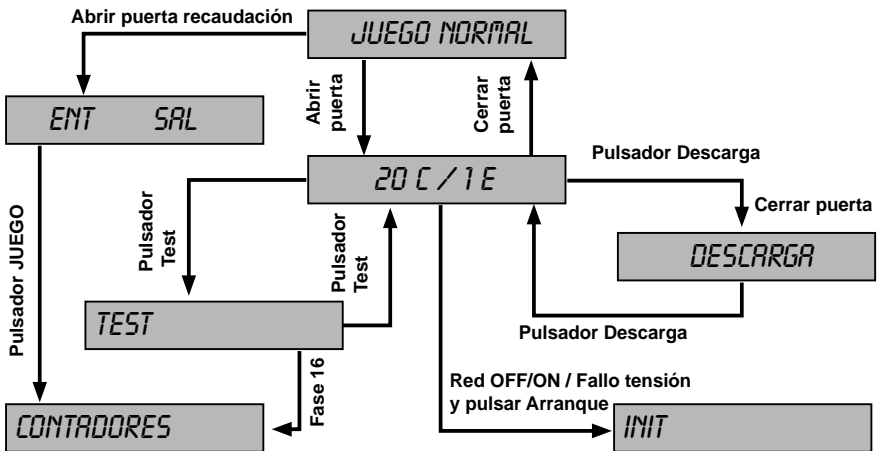 Abrir puerta recaudación
JUEGO NORMAL
ENT SAL
Abrir
puerta
Cerrar
puerta
Pulsador Descarga
20 C / 1 E
Cerrar puerta
Pulsador JUEGO
Pulsador
Test
Pulsador
Test
DESCARGA
TEST
Pulsador Descarga
Fase 16
Red OFF/ON / Fallo tensión
y pulsar Arranque
CONTADORES
INIT